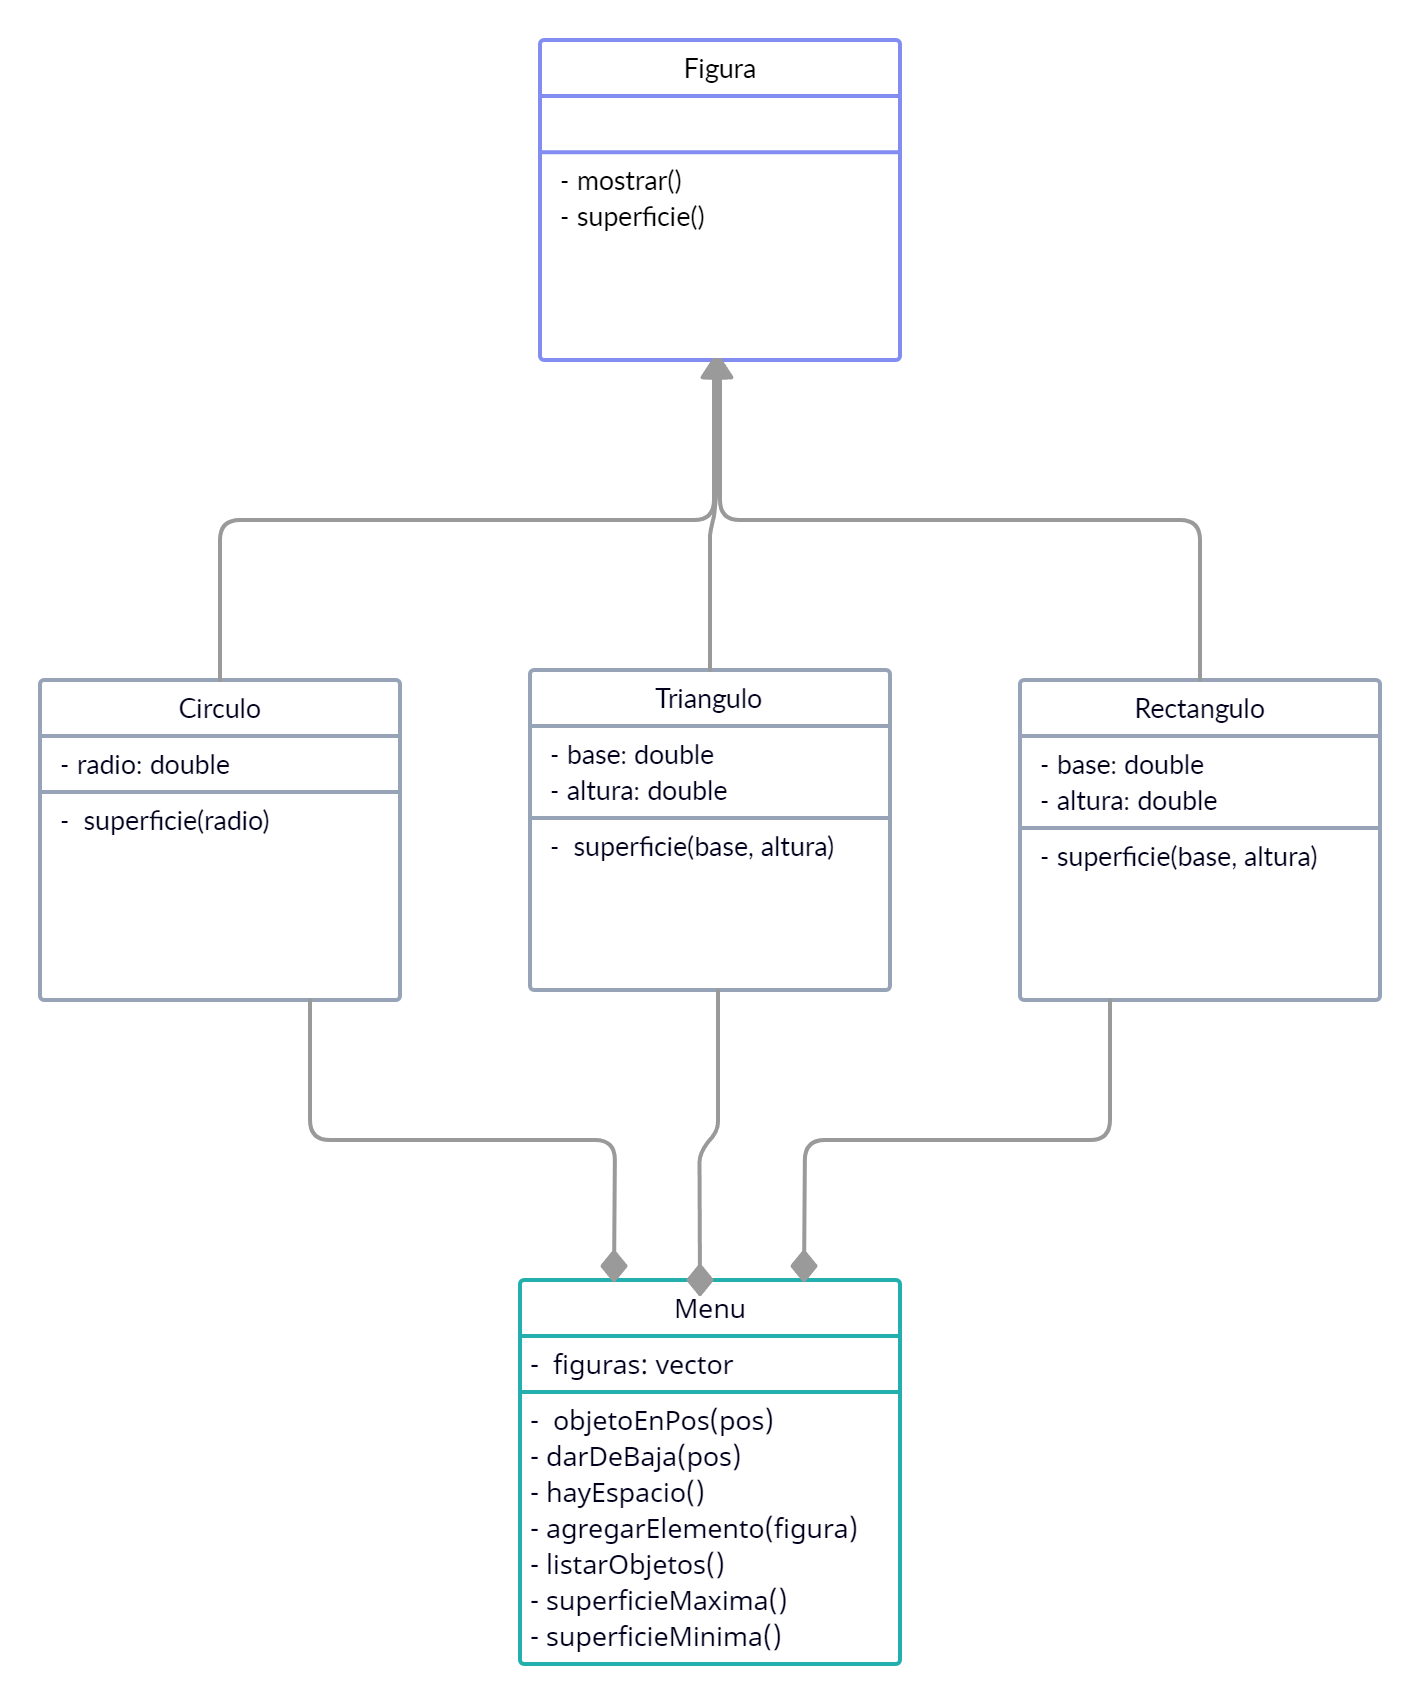 Figura
- mostrar()
- superficie()
Circulo
- radio: double
- superficie(radio)
Triangulo
- base: double
- altura: double
- superficie(base, altura)
Rectangulo
- base: double
- altura: double
- superficie(base, altura)
Menu
- figuras: vector
- objetoEnPos(pos)
- darDeBaja(pos)
- hayEspacio()
- agregarElemento(figura)
- listarObjetos()
- superficieMaxima()
- superficieMinima()